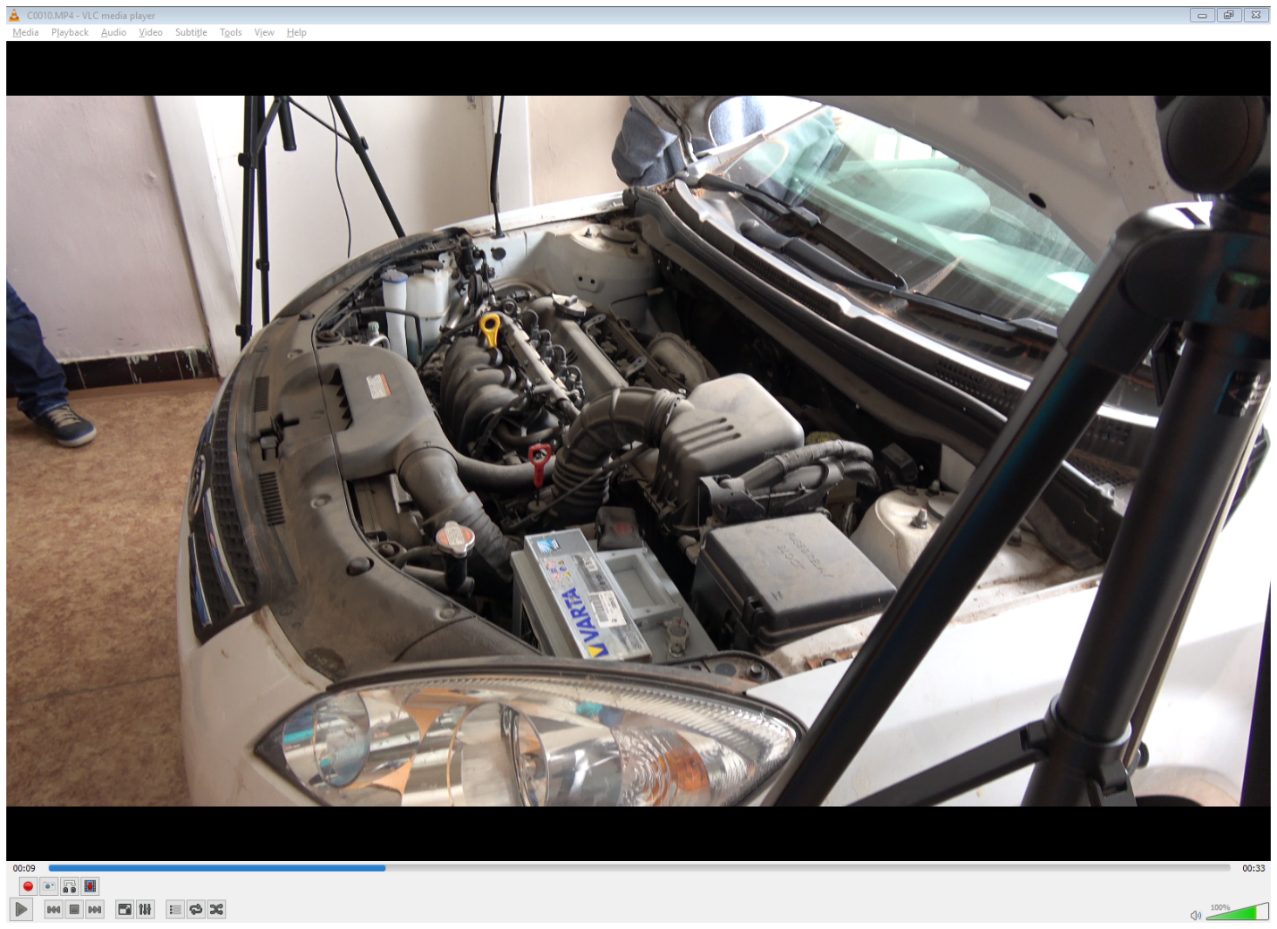 C0010.MP4 - VLC media player
Media Playback Audio Video Subtitle Tools View Help
VARTA
00:09
00:33
100%